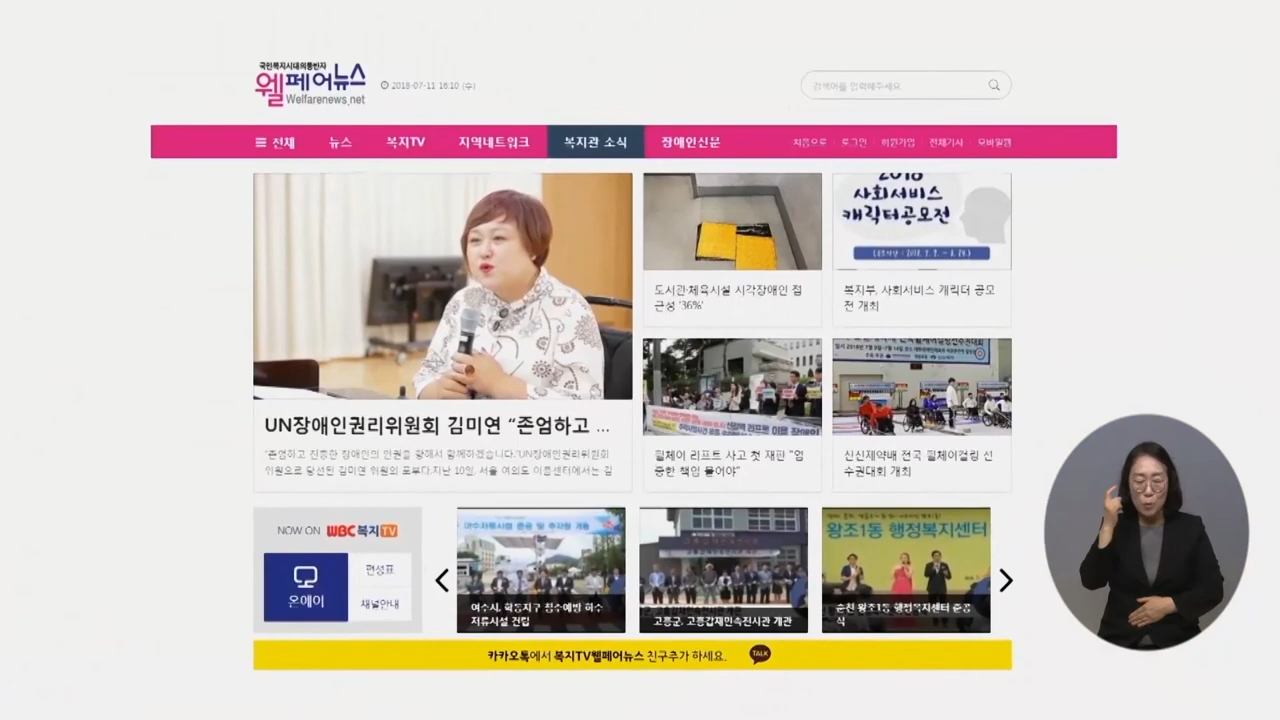 국민복지시대의동반자
웰페어뉴스
Welfarenews.net
2018-07-11 16:10 (수)
검색어를 입력해주세요
전체
뉴스
복지TV
지역네트워크
복지관 소식
장애인신문
처음으로
로그인
회원가입
전체기사
모바일웹
2018
사회서비스
캐릭터공모전
UN장애인권리위원회 김미연 “존엄하고 ...
'존엄하고 진중한 장애인의 인권을 향해서 함께하겠습니다.'UN장애인권리위원회
위원으로 당선된 김미연 위원의 포부다.지난 10일, 서울 여의도 이룸센터에서는 김
도서관·체육시설 시각장애인 접
근성 '36%'
복지부, 사회서비스 캐릭터 공모
전 개최
휠체어 리프트 사고 첫 재판 “엄
중한 책임 물어야”
신신제약배 전국 휠체어컬링 선
수권대회 개최
NOW ON WBC복지TV
온에어
편성표
채널안내
여수시, 학동지구 침수예방 하수
저류시설 건립
고흥군, 고흥갑재민속전시관 개관
왕조1동 행정복지센터
순천 왕조1동 행정복지센터 준공
식
카카오톡에서 복지TV웰페어뉴스 친구추가 하세요.
TALK